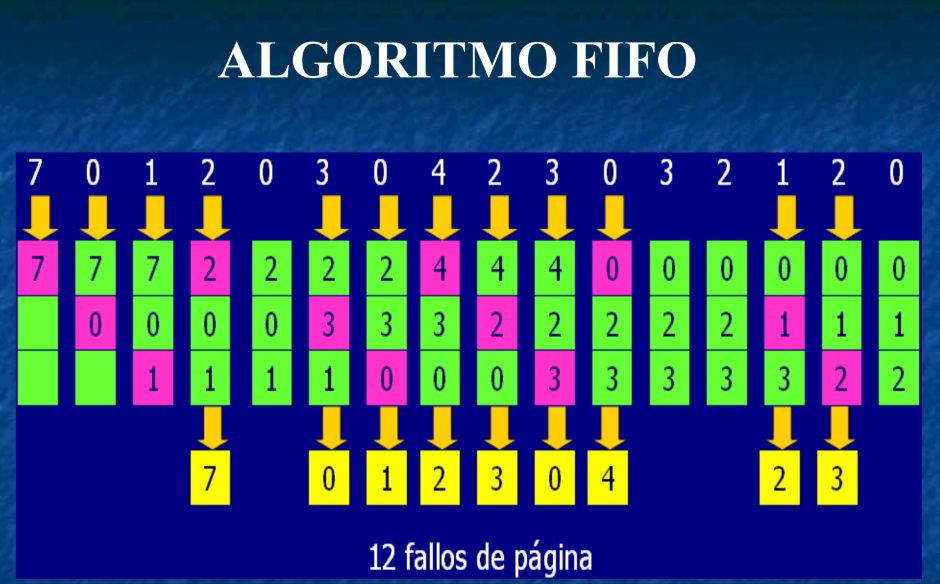 ALGORITMO FIFO
7 0 1 2 0 3 0 4 2 3 0 3 2 1 2 0
7 7 7 2 2 2 2 4 4 4 0 0 0 0 0 0
0 0 0 0 3 3 3 2 2 2 2 2 1 1 1
1 1 1 1 0 0 0 3 3 3 3 3 2 2
7 0 1 2 3 0 4 2 3
12 fallos de página